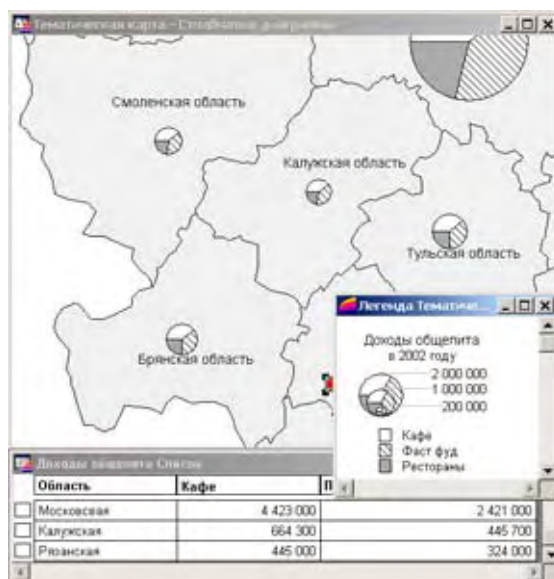 Тематическая карта - Столбчатые диаграммы
Смоленская область
Калужская область
Тульская область
Брянская область
Легенда Тематиче...
Доходы общепита
в 2002 году
2 000 000
1 000 000
200 000
Кафе
Фаст фуд
Рестораны
Доходы общепита Список
Область Кафе П
Московсвая 4 423 000 2 421 000
Калужская 664 300 445 700
Рязанская 445 000 324 000